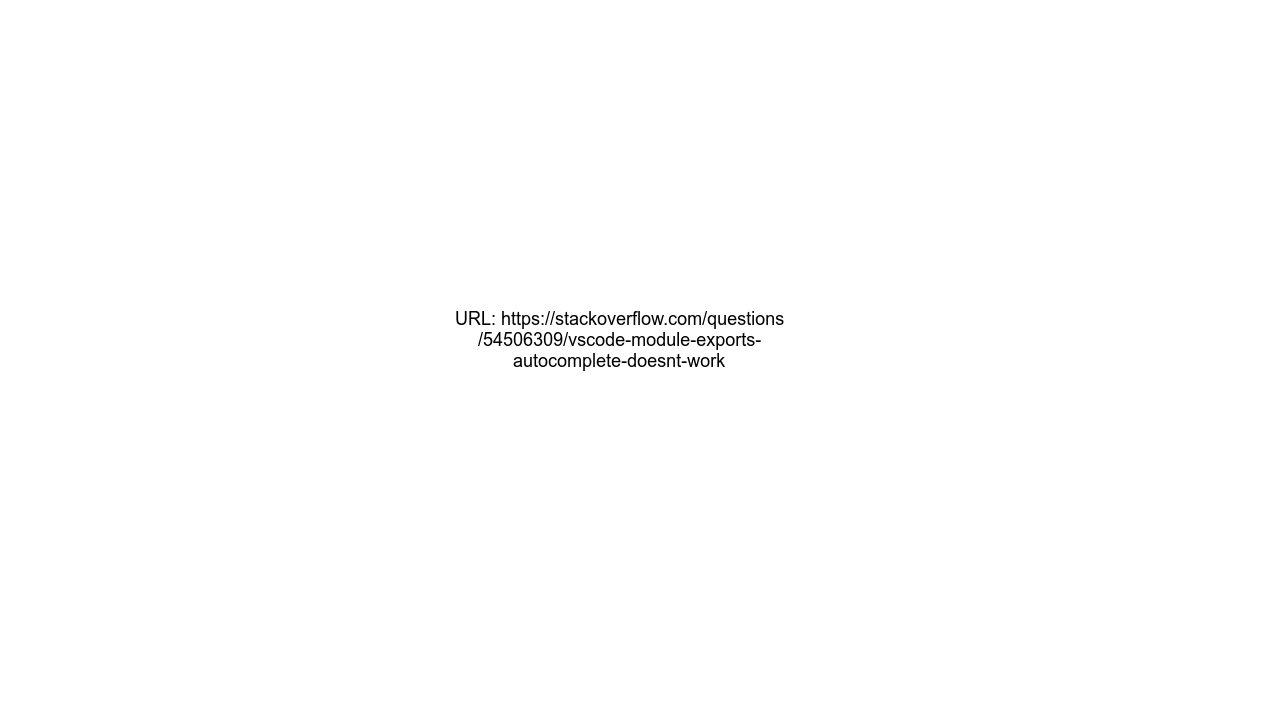 URL: https://stackoverflow.com/questions
/54506309/vscode-module-exports-
autocomplete-doesnt-work